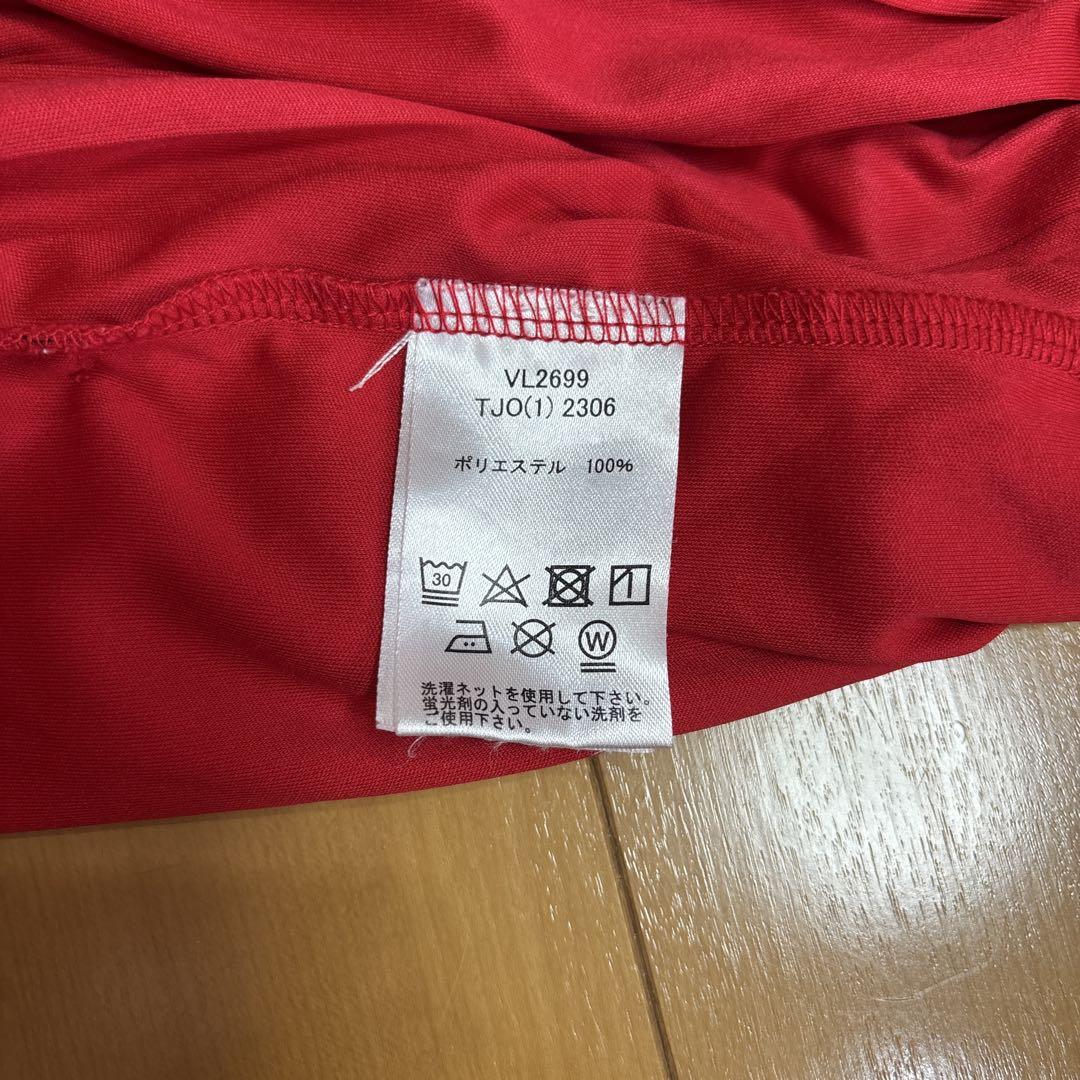 VL2699
TJO(1) 2306
ポリエステル 100%
30
W
洗濯ネットを使用して下さい。
蛍光剤の入っていない洗剤を
ご使用下さい。